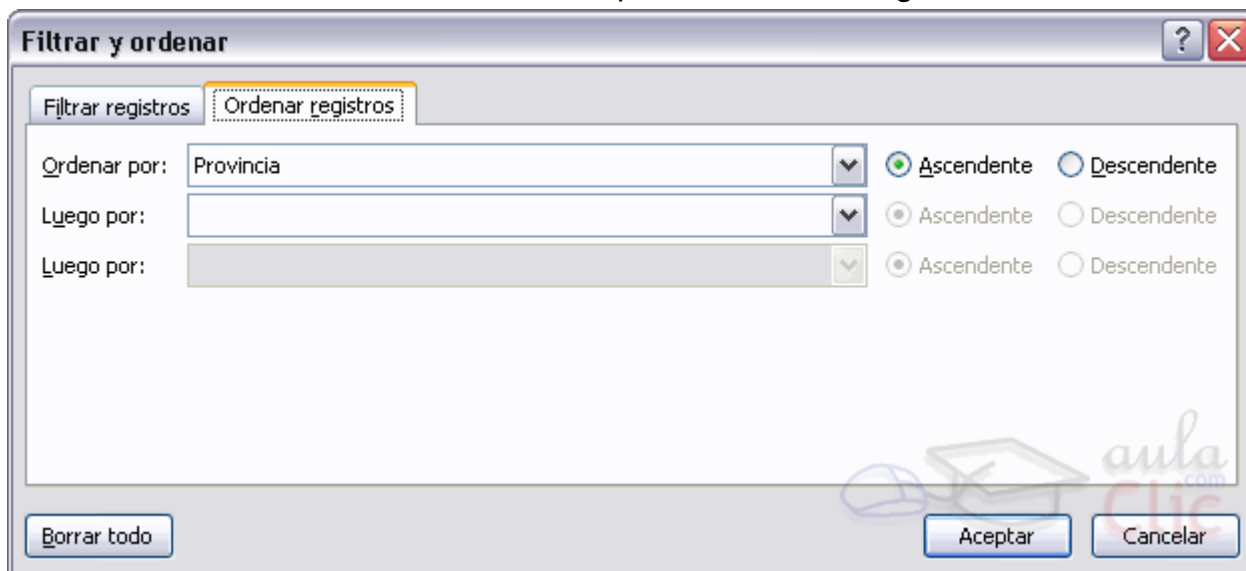 Filtrar y ordenar
Filtrar registros Ordenar registros
Ordenar por: Provincia Ascendente Descendente
Luego por: Ascendente Descendente
Luego por: Ascendente Descendente
aula
Clic
com
Borrar todo Aceptar Cancelar